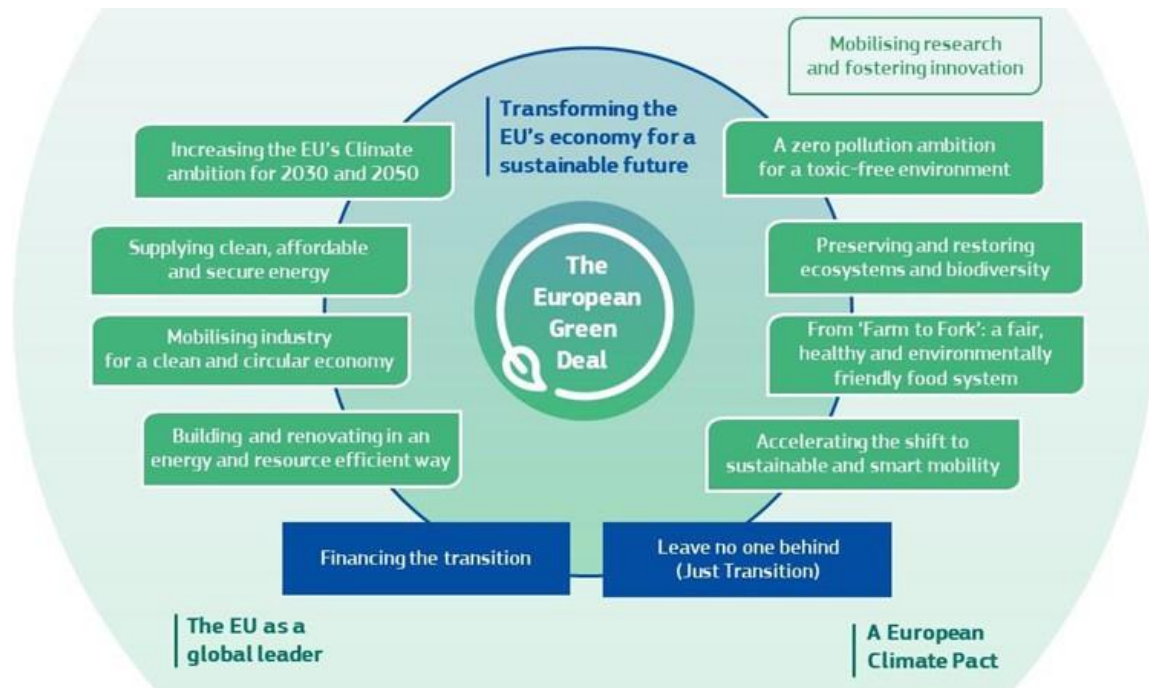 Mobilising research
and fostering innovation
Transforming the
EU's economy for a
sustainable future
Increasing the EU's Climate
ambition for 2030 and 2050
A zero pollution ambition
for a toxic-free environment
Supplying clean, affordable
and secure energy
Preserving and restoring
ecosystems and biodiversity
The
European
Green
Deal
Mobilising industry
for a clean and circular economy
From 'Farm to Fork': a fair,
healthy and environmentally
friendly food system
Building and renovating in an
energy and resource efficient way
Accelerating the shift to
sustainable and smart mobility
Financing the transition
Leave no one behind
(Just Transition)
The EU as a
global leader
A European
Climate Pact